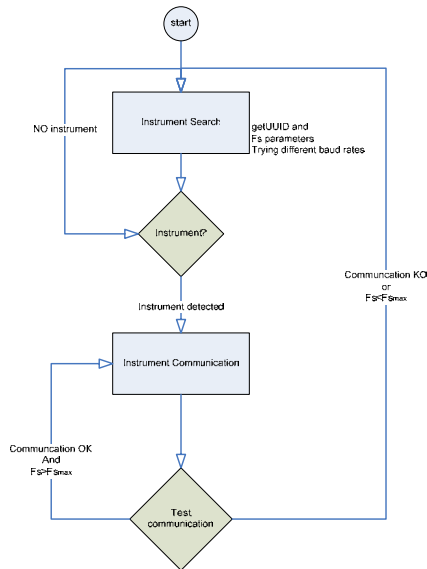 start
NO instrument
Instrument Search
getUUID and
Fs parameters
Trying different baud rates
Instrument?
Communcation KO
or
Fs<Fsmax
Instrument detected
Instrument Communication
Communcation OK
And
Fs>Fsmax
Test
communication